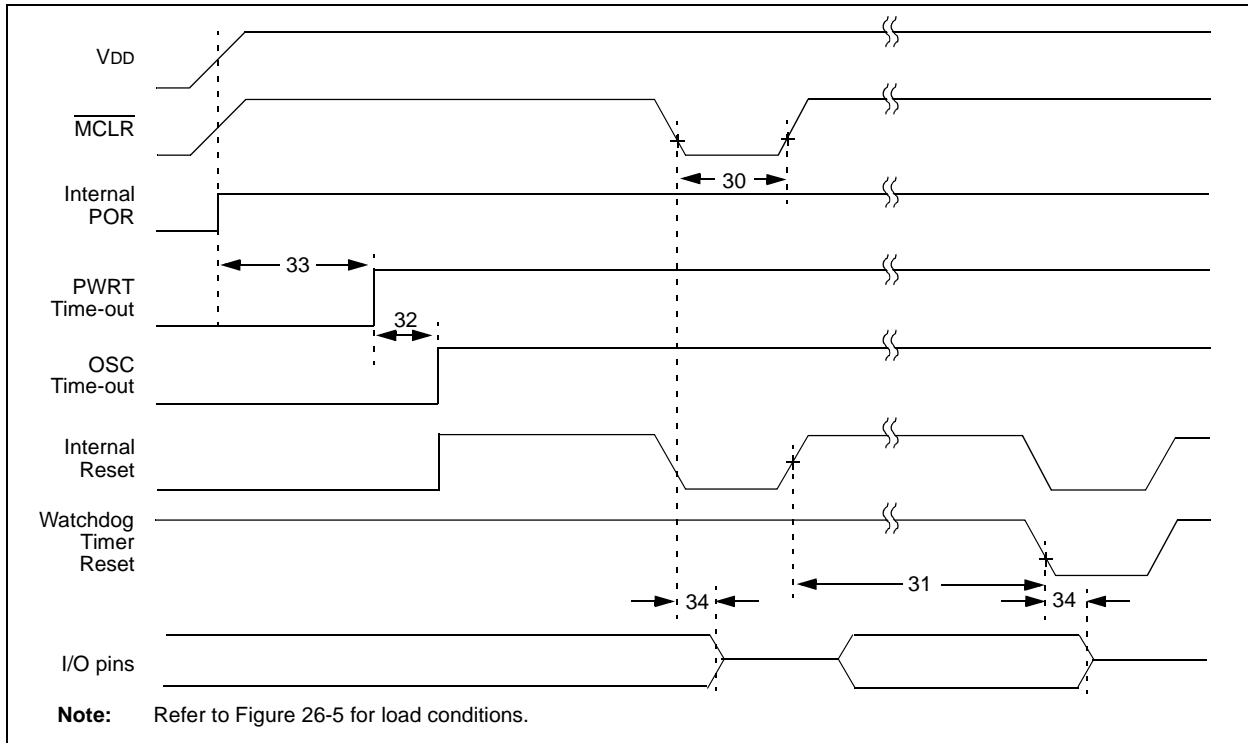 VDD
MCLR
30
Internal
POR
33
PWRT
Time-out
32
OSC
Time-out
Internal
Reset
Watchdog
Timer
Reset
31
34
34
I/O pins
Note: Refer to Figure 26-5 for load conditions.